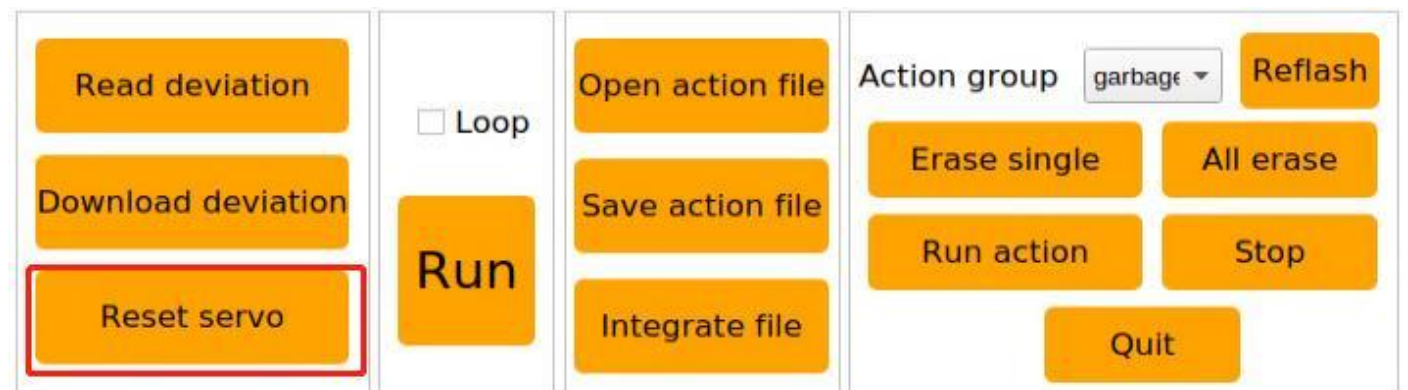 Read deviation
Download deviation
Reset servo
Loop
Run
Open action file
Save action file
Integrate file
Action group garbage Reflash
Erase single All erase
Run action Stop
Quit